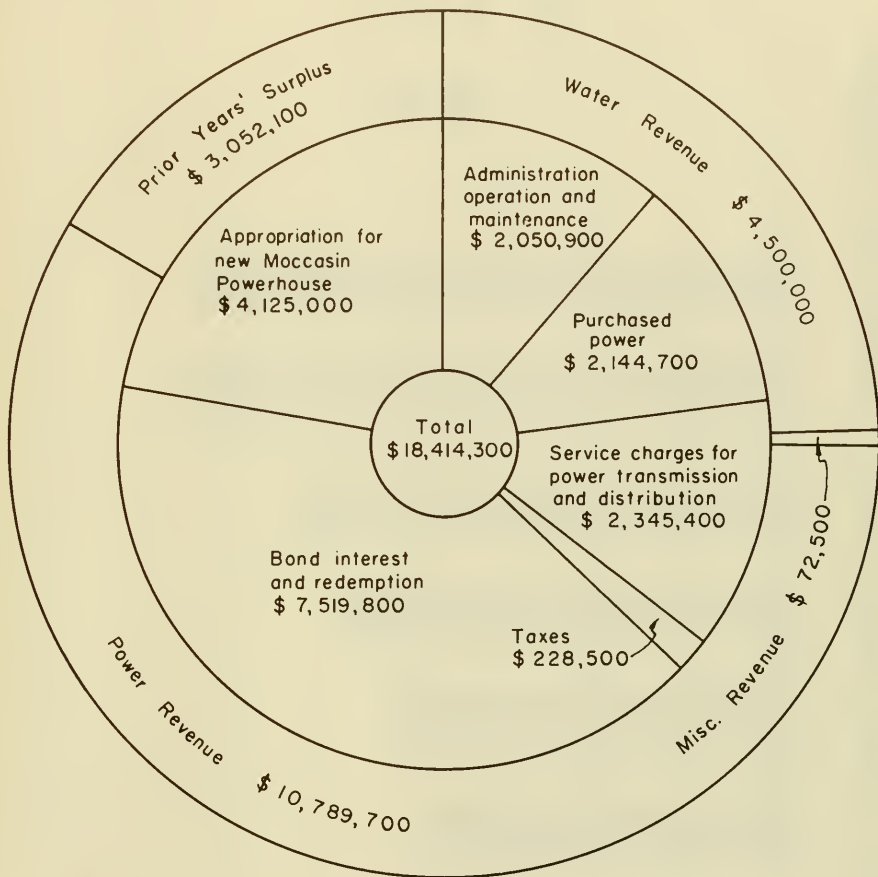 Prior Years' Surplus
$ 3,052,100
Water Revenue $ 4,500,000
Administration
operation and
maintenance
$ 2,050,900
Appropriation for
new Moccasin
Powerhouse
$ 4,125,000
Purchased
power
$ 2,144,700
Total
$ 18,414,300
Service charges for
power transmission
and distribution
$ 2,345,400
Bond interest
and redemption
$ 7,519,800
Taxes
$ 228,500
Misc. Revenue $ 72,500
Power Revenue $ 10,789,700